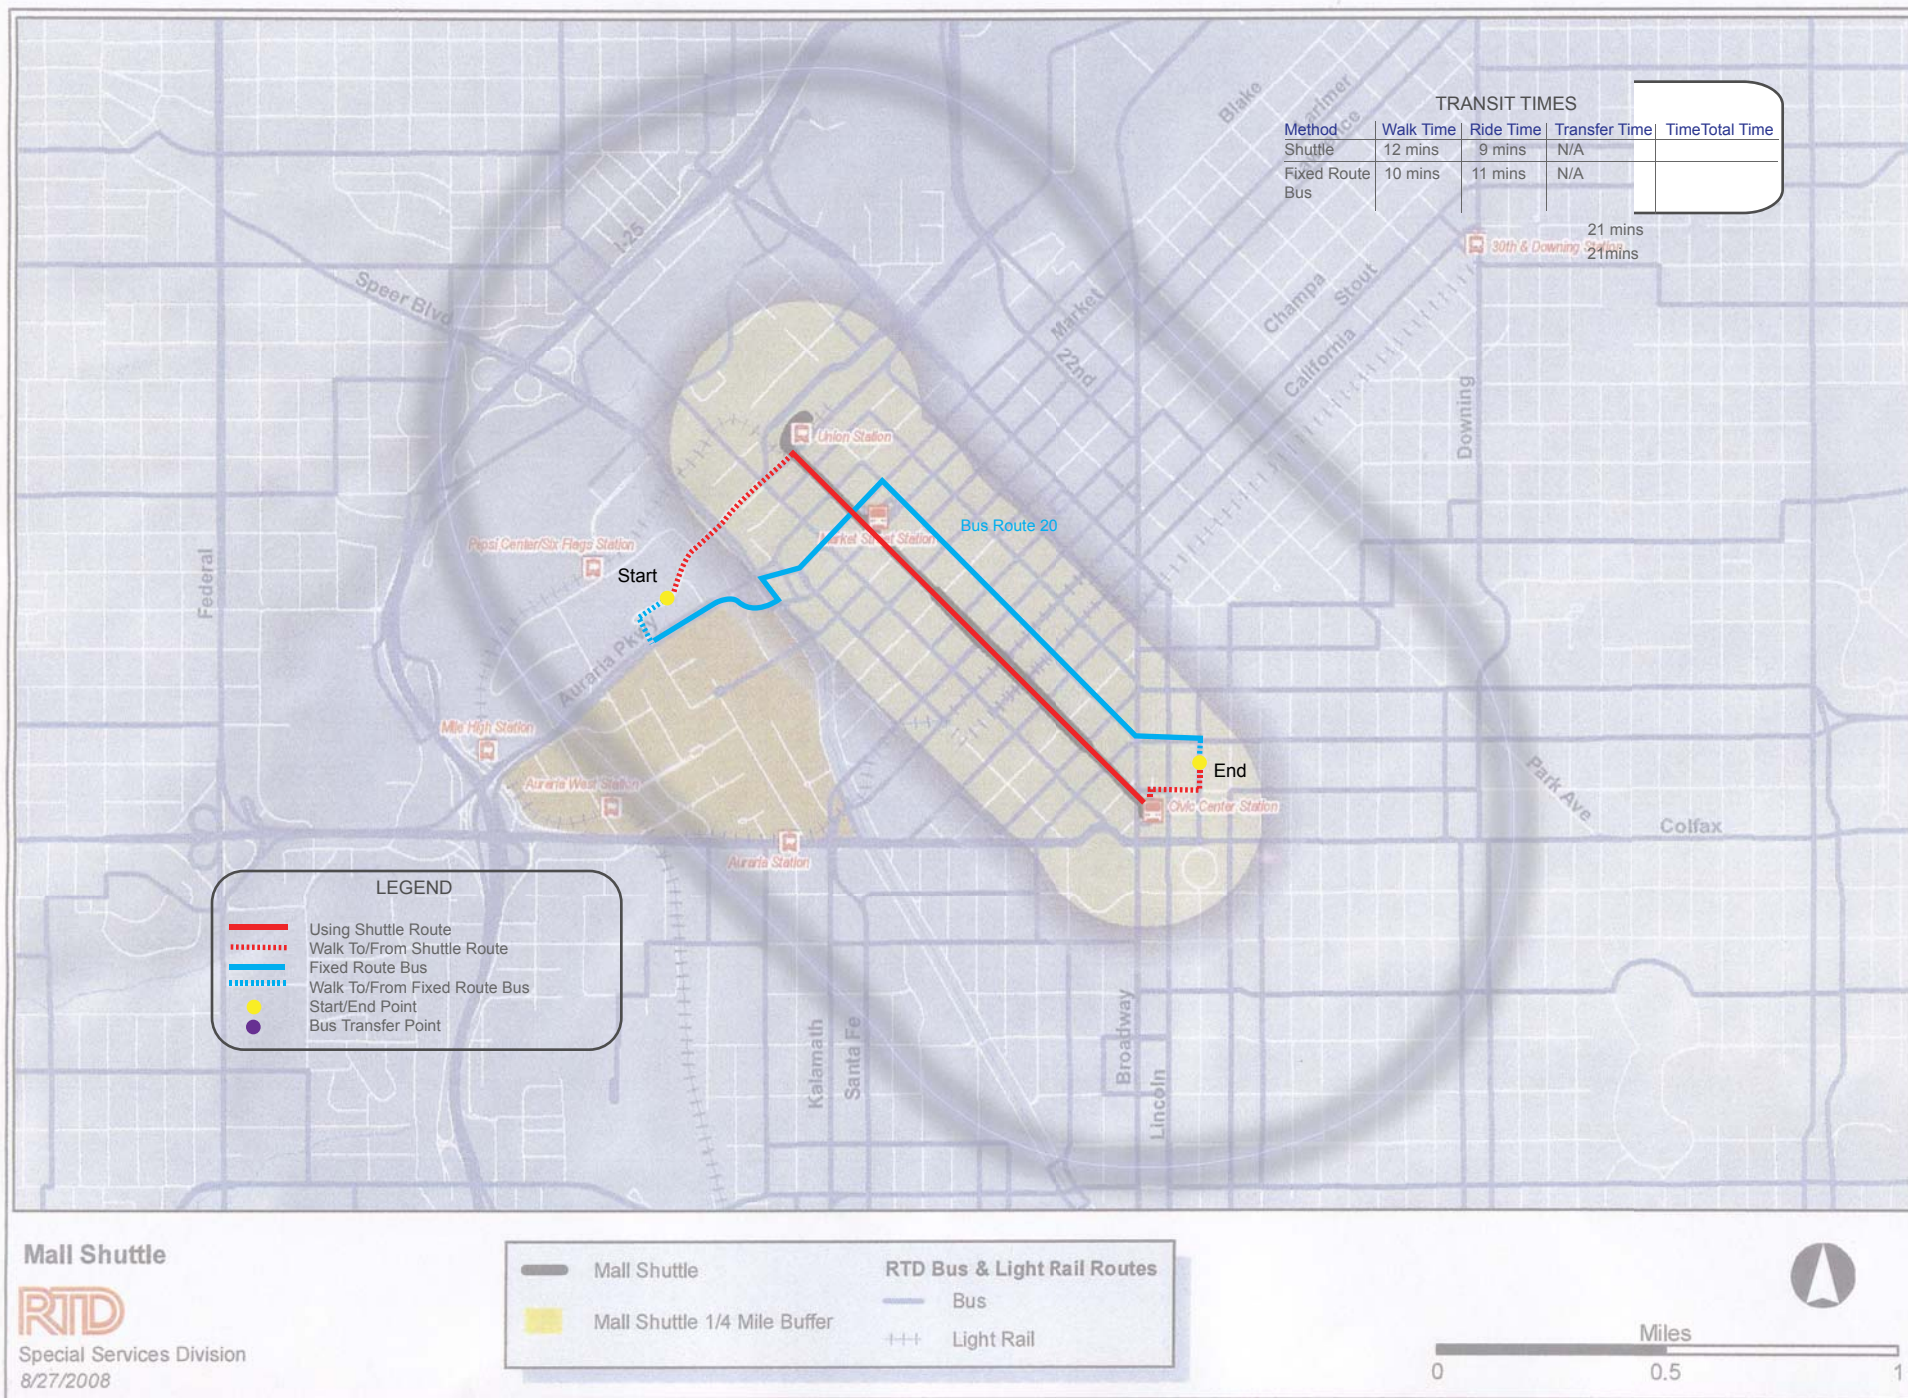 TRANSIT TIMES
Method Walk Time Ride Time Transfer Time TimeTotal Time
Shuttle 12 mins 9 mins N/A
Fixed Route Bus 10 mins 11 mins N/A
21 mins
21mins
Blake
Larimer
Market
22nd
Champa
Stout
California
30th & Downing Station
Downing
I-25
Speer Blvd
Federal
Union Station
Market Street Station
Bus Route 20
Pepsi Center/Six Flags Station
Start
Auraria Pkwy
Mile High Station
Auraria West Station
Auraria Station
End
Civic Center Station
Park Ave
Colfax
Kalamath
Santa Fe
Broadway
Lincoln
LEGEND
Using Shuttle Route
Walk To/From Shuttle Route
Fixed Route Bus
Walk To/From Fixed Route Bus
Start/End Point
Bus Transfer Point
Mall Shuttle
RTD
Special Services Division
8/27/2008
Mall Shuttle
Mall Shuttle 1/4 Mile Buffer
RTD Bus & Light Rail Routes
Bus
Light Rail
Miles
0 0.5 1